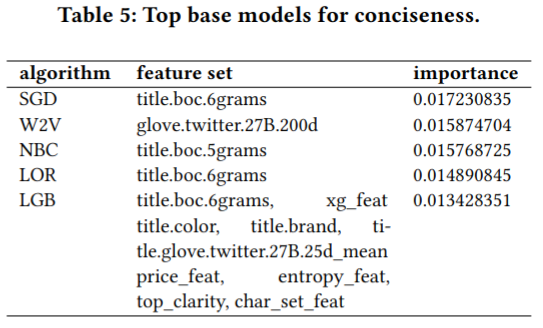 Table 5: Top base models for conciseness.
algorithm feature set importance
SGD title.boc.6grams 0.017230835
W2V glove.twitter.27B.200d 0.015874704
NBC title.boc.5grams 0.015768725
LOR title.boc.6grams 0.014890845
LGB title.boc.6grams, xg_feat 0.013428351
title.color, title.brand, ti-
tle.glove.twitter.27B.25d_mean
price_feat, entropy_feat,
top_clarity, char_set_feat